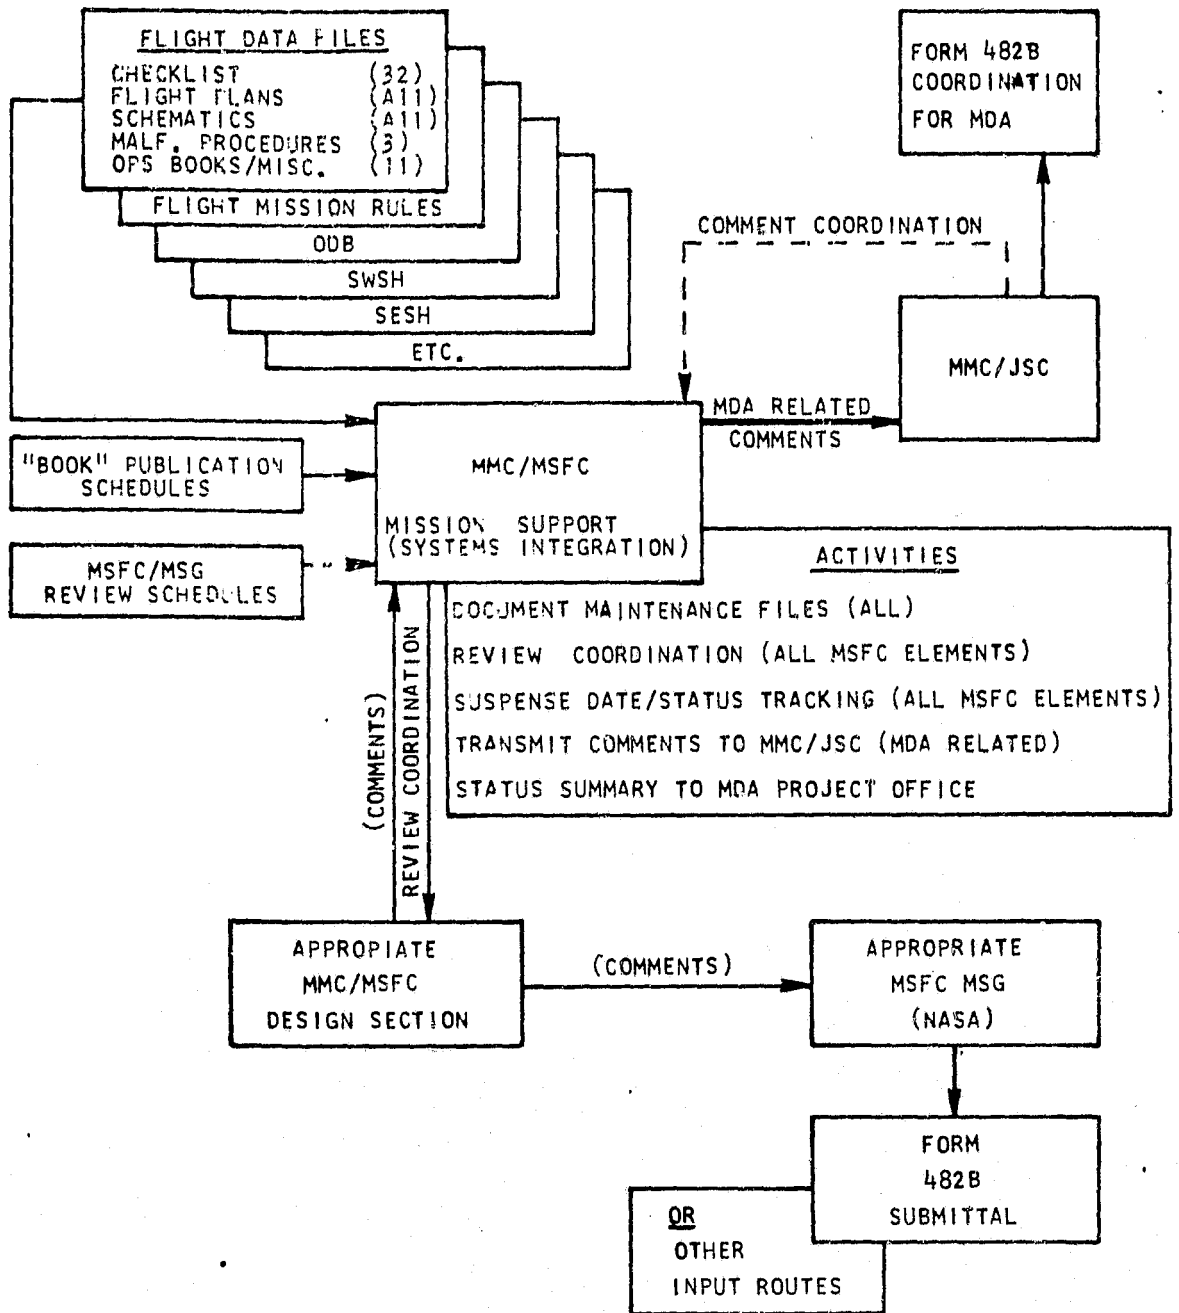 FLIGHT DATA FILES
CHECKLIST (32)
FLIGHT PLANS (A11)
SCHEMATICS (A11)
MALF. PROCEDURES (3)
OPS BOOKS/MISC. (11)
FLIGHT MISSION RULES
ODB
SWSH
SESH
ETC.
FORM 482B
COORDINATION
FOR MDA
COMMENT COORDINATION
MMC/JSC
MDA RELATED
COMMENTS
"BOOK" PUBLICATION
SCHEDULES
MMC/MSFC
MISSION SUPPORT
(SYSTEMS INTEGRATION)
MSFC/MSG
REVIEW SCHEDULES
ACTIVITIES
DOCUMENT MAINTENANCE FILES (ALL)
REVIEW COORDINATION (ALL MSFC ELEMENTS)
SUSPENSE DATE/STATUS TRACKING (ALL MSFC ELEMENTS)
TRANSMIT COMMENTS TO MMC/JSC (MDA RELATED)
STATUS SUMMARY TO MDA PROJECT OFFICE
(COMMENTS)
REVIEW COORDINATION
APPROPIATE
MMC/MSFC
DESIGN SECTION
(COMMENTS)
APPROPRIATE
MSFC MSG
(NASA)
FORM
482B
SUBMITTAL
OR
OTHER
INPUT ROUTES